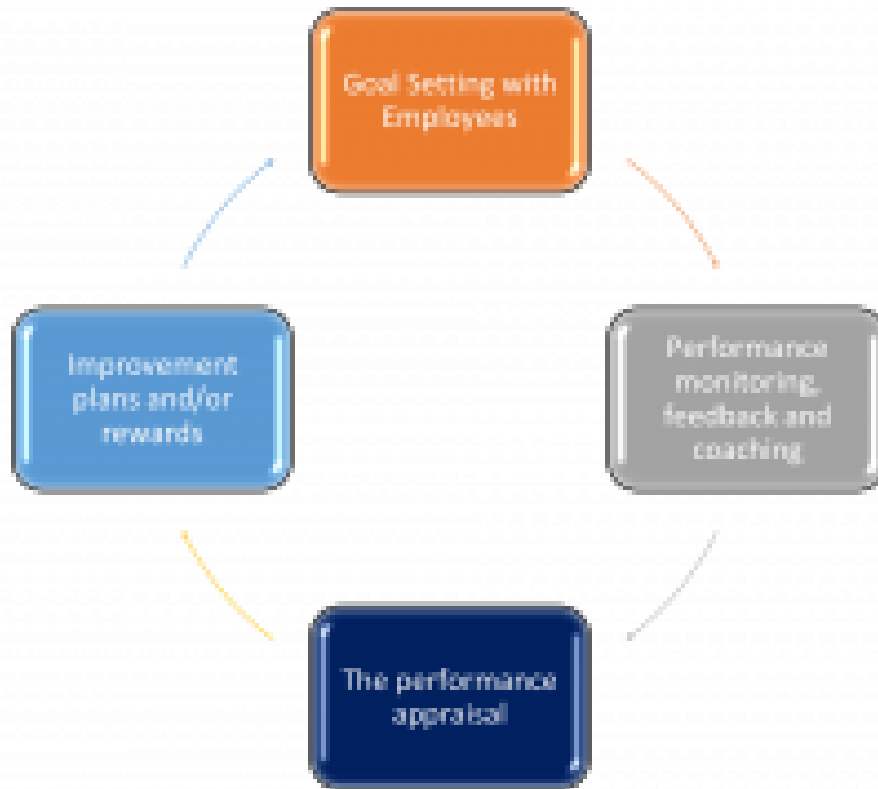 Goal Setting with
Employees
Performance
monitoring,
feedback and
coaching
The performance
appraisal
Improvement
plans and/or
rewards